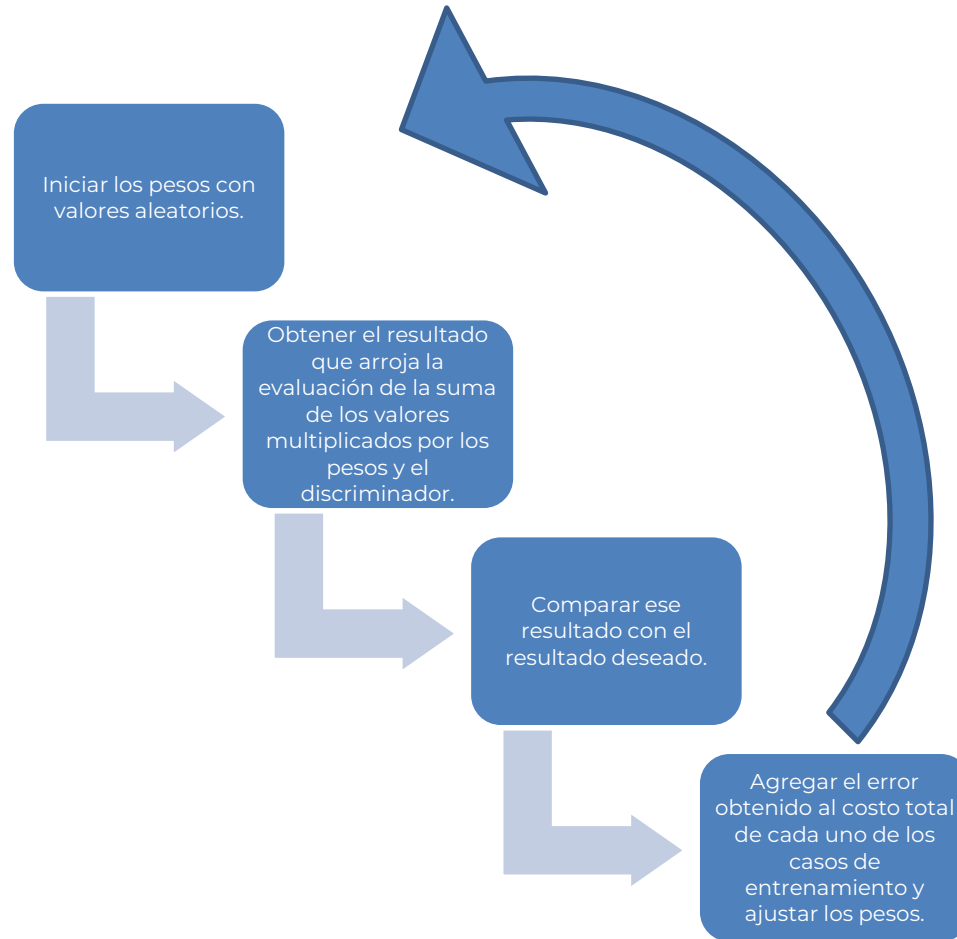 Iniciar los pesos con
valores aleatorios.
Obtener el resultado
que arroja la
evaluación de la suma
de los valores
multiplicados por los
pesos y el
discriminador.
Comparar ese
resultado con el
resultado deseado.
Agregar el error
obtenido al costo total
de cada uno de los
casos de
entrenamiento y
ajustar los pesos.